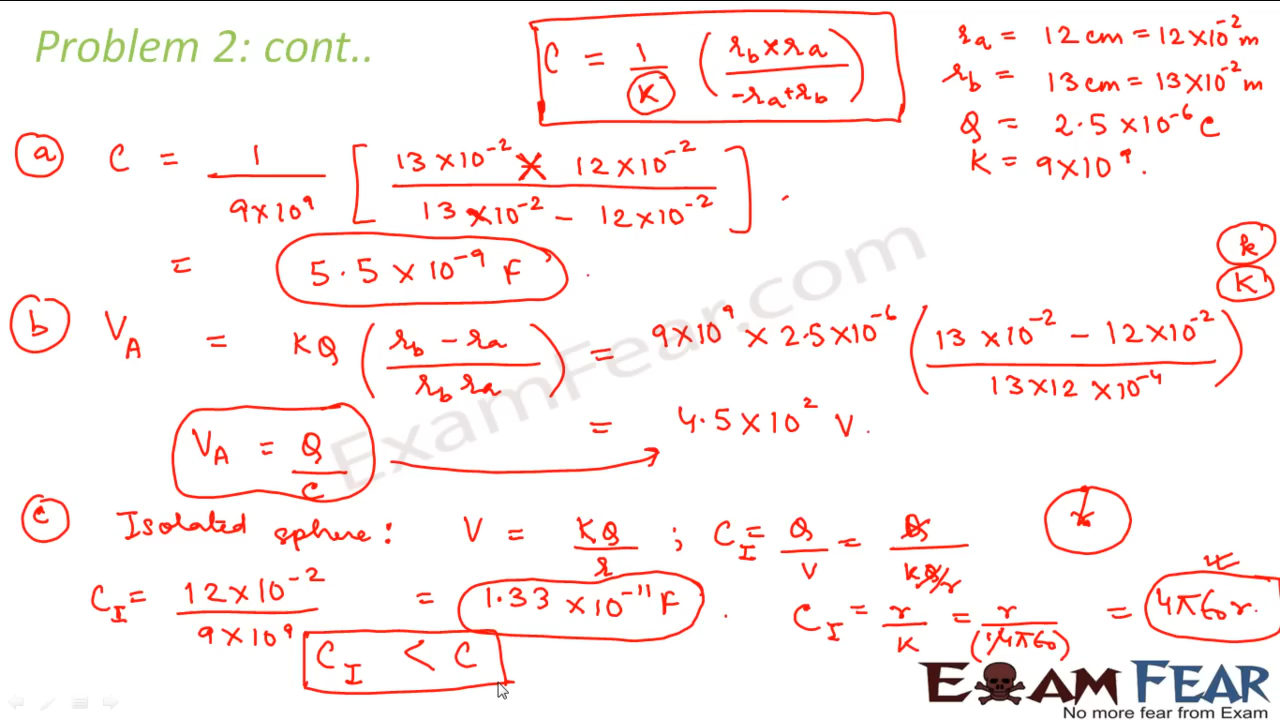 Problem 2: cont..
C = 1/K ( r_b × r_a / -r_a + r_b )
r_a = 12 cm = 12×10^-2 m
r_b = 13 cm = 13×10^-2 m
Q = 2.5×10^-6 C
K = 9×10^9.
(a) C = 1/(9×10^9) [ 13×10^-2 × 12×10^-2 / 13×10^-2 – 12×10^-2 ]
= 5.5×10^-9 F
k
K
(b) V_A = KQ ( r_b – r_a / r_b r_a ) = 9×10^9 × 2.5×10^-6 ( 13×10^-2 – 12×10^-2 / 13×12×10^-4 )
= 4.5×10^2 V.
V_A = Q/C
(c) Isolated sphere: V = KQ/r ; C_I = Q/V = Q/(KQ/r)
C_I = 12×10^-2 / 9×10^9 = 1.33×10^-11 F.
C_I = r/K = r/(1/4πε0) = 4πε0r.
C_I < C
ExamFear.com
EXAM FEAR
No more fear from Exam